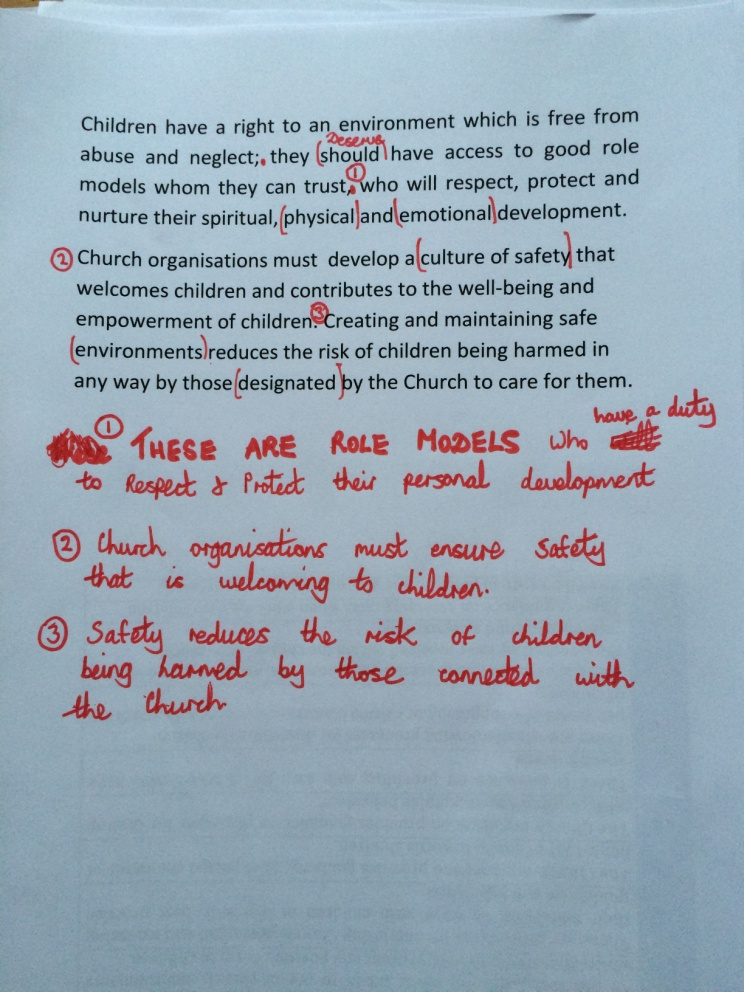 Children have a right to an environment which is free from
Deserve
abuse and neglect;. they (should) have access to good role
①
models whom they can trust, who will respect, protect and
nurture their spiritual, (physical) and (emotional) development.
② Church organisations must develop a (culture of safety) that
welcomes children and contributes to the well-being and
empowerment of children. ③ Creating and maintaining safe
(environments) reduces the risk of children being harmed in
any way by those (designated) by the Church to care for them.
have a duty
① THESE ARE ROLE MODELS who
to Respect & Protect their personal development
② Church organisations must ensure safety
that is welcoming to children.
③ Safety reduces the risk of children
being harmed by those connected with
the Church